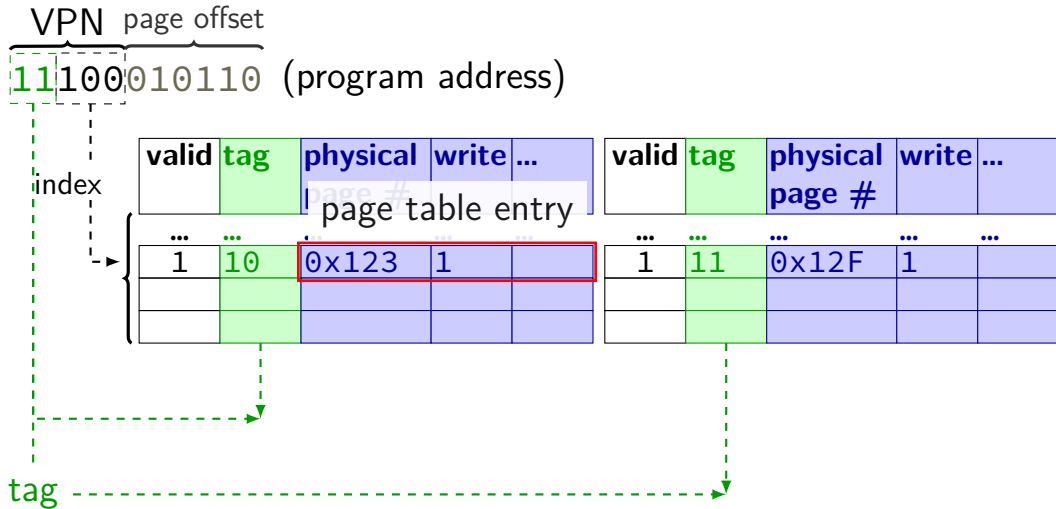 VPN page offset
11100010110 (program address)
index
valid tag physical page # write ...
valid tag physical page # write ...
page table entry
... ... ... ... ...
... ... ... ... ...
1 10 0x123 1
1 11 0x12F 1
tag